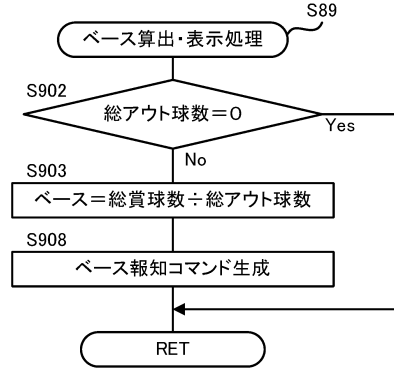 S89
ベース算出・表示処理
S902
総アウト球数＝0
Yes
No
S903
ベース＝総賞球数÷総アウト球数
S908
ベース報知コマンド生成
RET